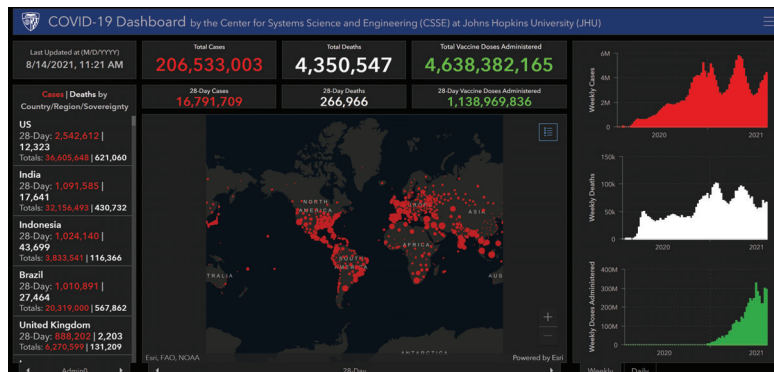 COVID-19 Dashboard by the Center for Systems Science and Engineering (CSSE) at Johns Hopkins University (JHU)
Last Updated at (M/D/YYYY)
8/14/2021, 11:21 AM
Total Cases
206,533,003
Total Deaths
4,350,547
Total Vaccine Doses Administered
4,638,382,165
28-Day Cases
16,791,709
28-Day Deaths
266,966
28-Day Vaccine Doses Administered
1,138,969,836
Cases | Deaths by
Country/Region/Sovereignty
US
28-Day: 2,542,612 |
12,323
Totals: 36,605,648 | 621,060
India
28-Day: 1,091,585 |
17,641
Totals: 32,156,493 | 430,732
Indonesia
28-Day: 1,024,140 |
43,699
Totals: 3,833,541 | 116,366
Brazil
28-Day: 1,010,891 |
27,464
Totals: 20,319,000 | 567,862
United Kingdom
28-Day: 888,202 | 2,203
Totals: 6,270,599 | 131,209
Admin0
NORTH
AMERICA
EUROPE
ASIA
AFRICA
SOUTH
AMERICA
TRALIA
AUS
ANTARCTICA
Esri, FAO, NOAA
Powered by Esri
28-Day
Weekly Cases
6M
4M
2M
0
2020
2021
Weekly Deaths
150k
100k
50k
0
2020
2021
Weekly Doses Administered
400M
300M
200M
100M
0
2020
2021
Weekly
Daily